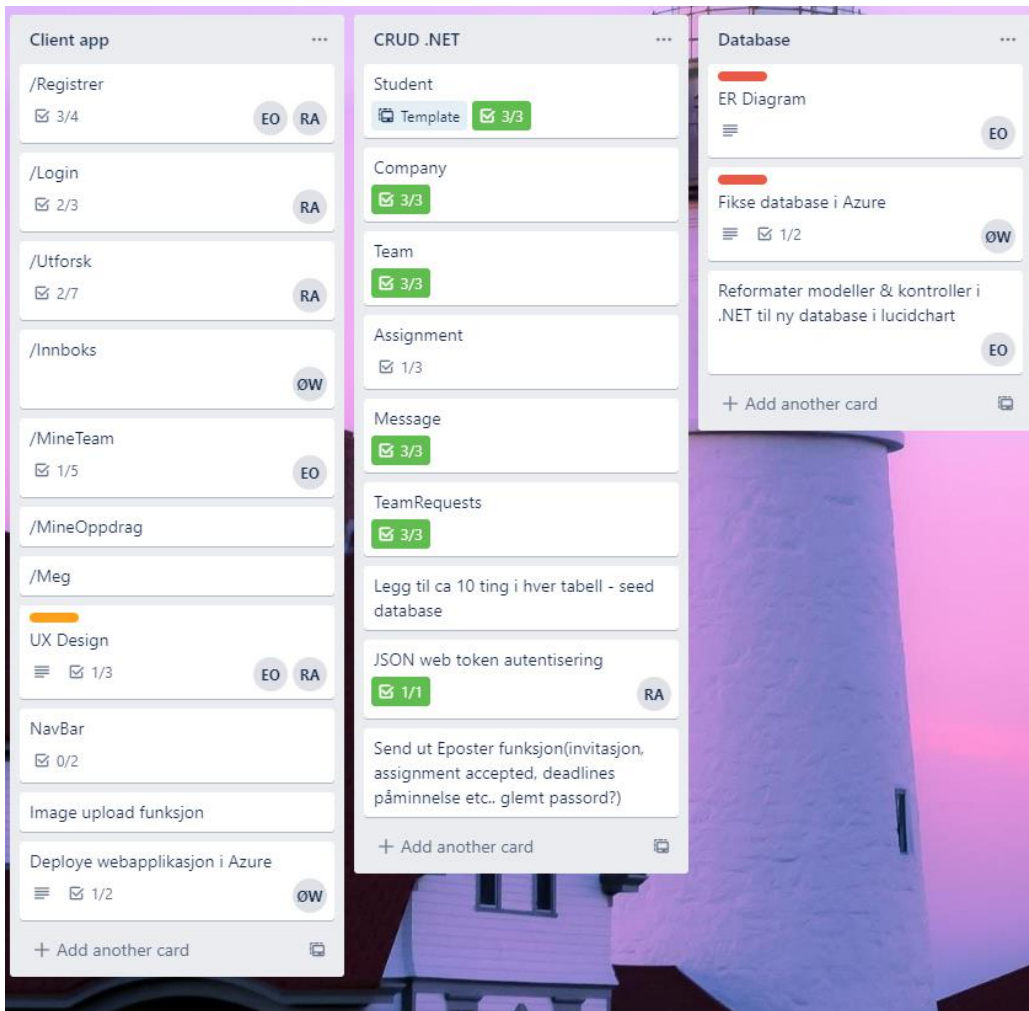 Client app
/Registrer
3/4
EO RA
/Login
2/3
RA
/Utforsk
2/7
RA
/Innboks
ØW
/MineTeam
1/5
EO
/MineOppdrag
/Meg
UX Design
1/3
EO RA
NavBar
0/2
Image upload funksjon
Deploye webapplikasjon i Azure
1/2
ØW
+ Add another card
CRUD .NET
Student
Template 3/3
Company
3/3
Team
3/3
Assignment
1/3
Message
3/3
TeamRequests
3/3
Legg til ca 10 ting i hver tabell - seed
database
JSON web token autentisering
1/1
RA
Send ut Eposter funksjon(invitasjon,
assignment accepted, deadlines
påminnelse etc.. glemt passord?)
+ Add another card
Database
ER Diagram
EO
Fikse database i Azure
1/2
ØW
Reformater modeller & kontroller i
.NET til ny database i lucidchart
EO
+ Add another card